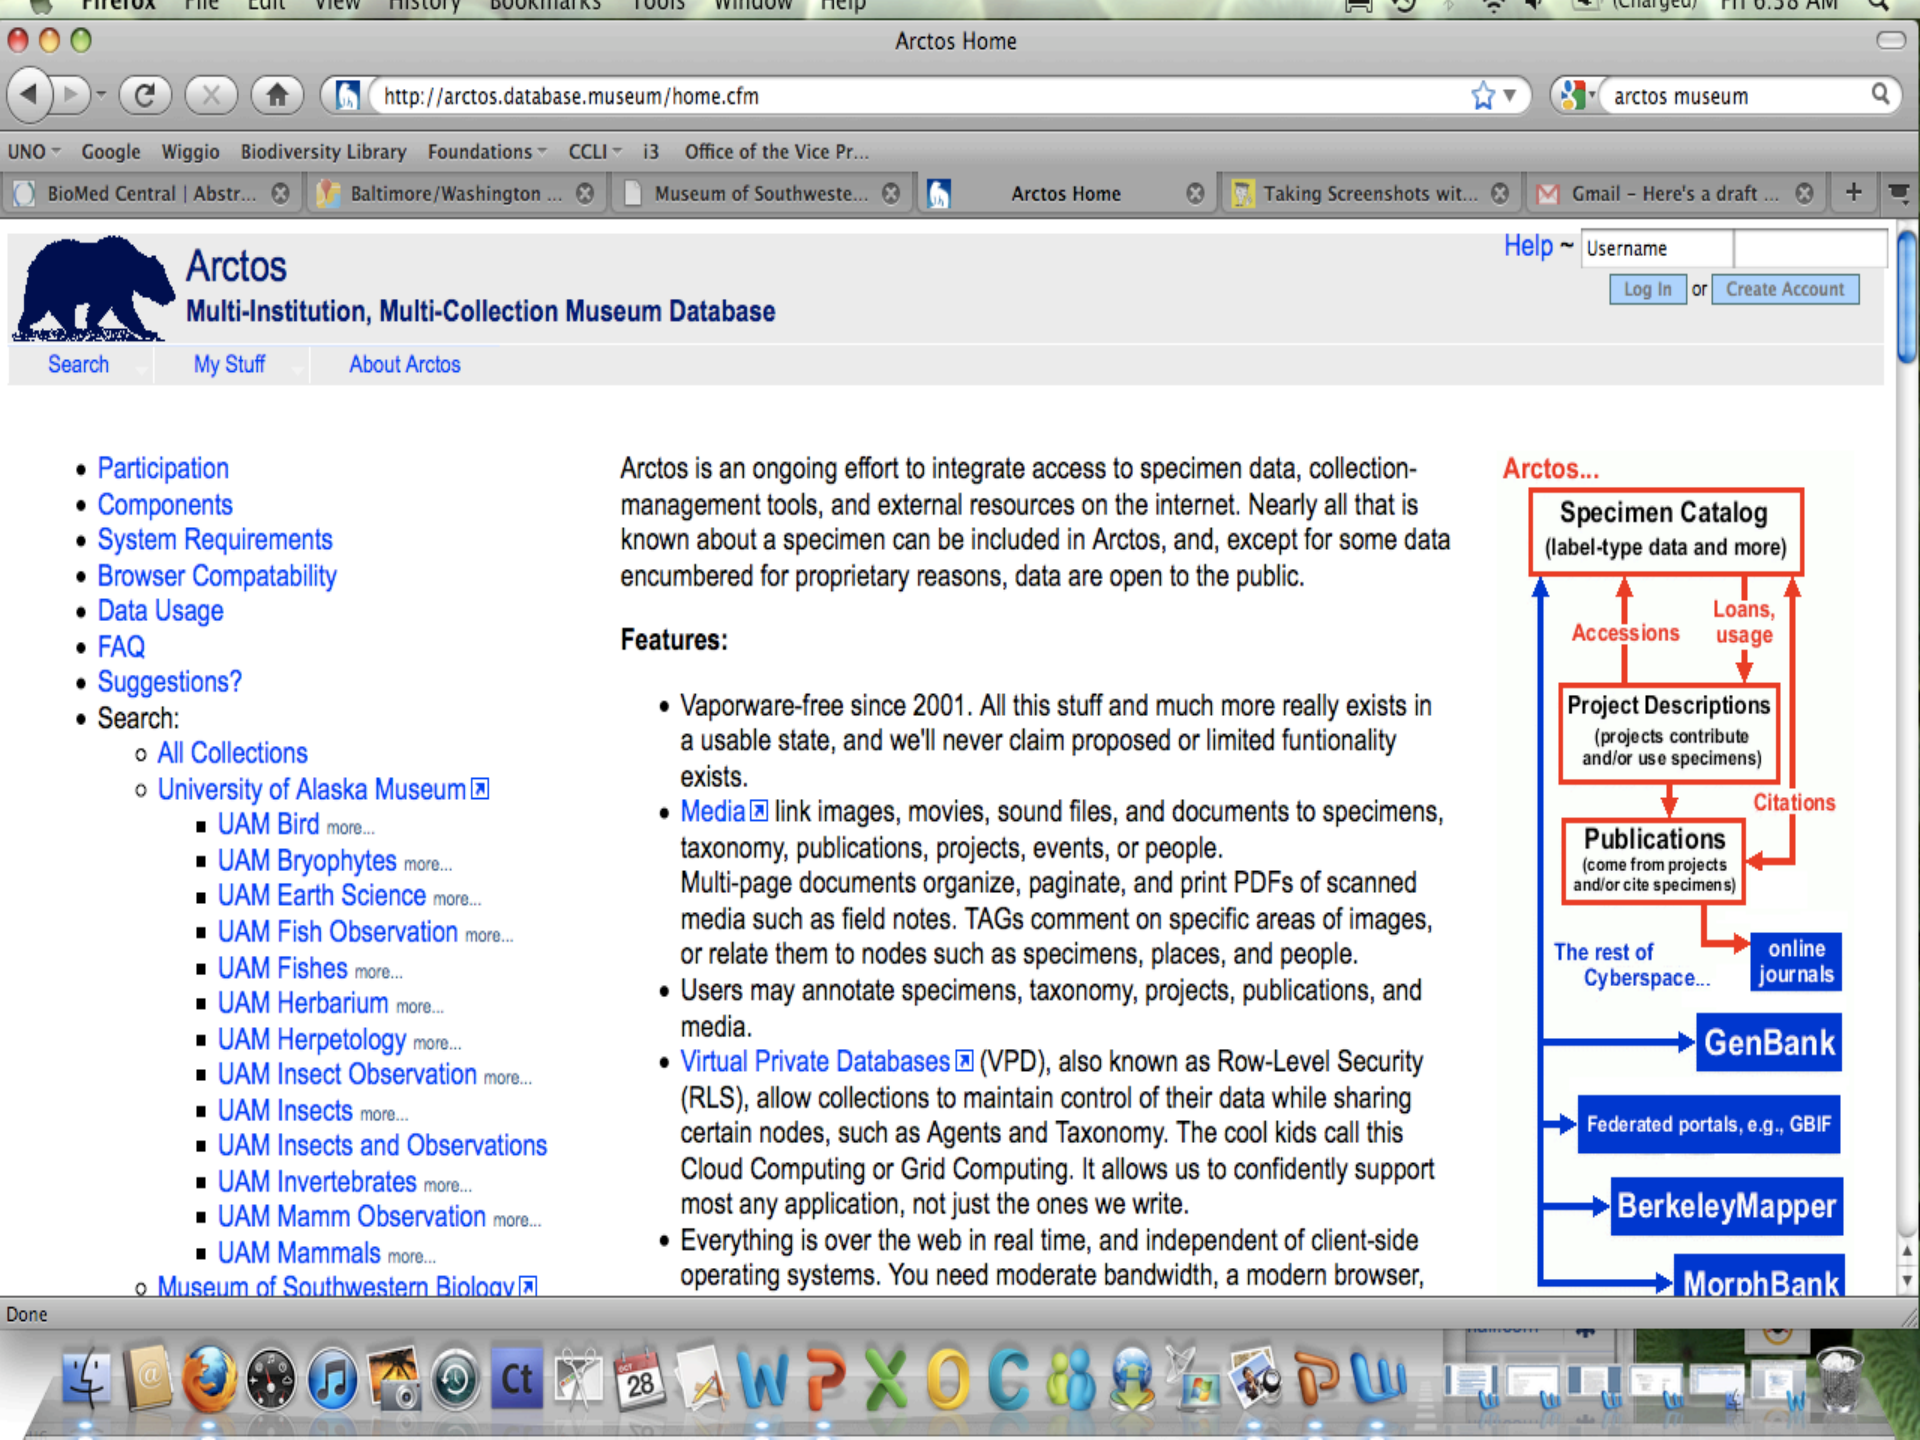 Firefox File Edit View History Bookmarks Tools Window Help (Charged) Fri 6:38 AM
Arctos Home
http://arctos.database.museum/home.cfm
arctos museum
UNO Google Wiggio Biodiversity Library Foundations CCLI i3 Office of the Vice Pr...
BioMed Central | Abstr... Baltimore/Washington ... Museum of Southweste... Arctos Home Taking Screenshots wit... Gmail - Here's a draft ...
Arctos
Multi-Institution, Multi-Collection Museum Database
Help ~ Username
Log In or Create Account
Search My Stuff About Arctos
• Participation
• Components
• System Requirements
• Browser Compatability
• Data Usage
• FAQ
• Suggestions?
• Search:
All Collections
University of Alaska Museum
UAM Bird more...
UAM Bryophytes more...
UAM Earth Science more...
UAM Fish Observation more...
UAM Fishes more...
UAM Herbarium more...
UAM Herpetology more...
UAM Insect Observation more...
UAM Insects more...
UAM Insects and Observations
UAM Invertebrates more...
UAM Mamm Observation more...
UAM Mammals more...
Museum of Southwestern Biology
Arctos is an ongoing effort to integrate access to specimen data, collection-
management tools, and external resources on the internet. Nearly all that is
known about a specimen can be included in Arctos, and, except for some data
encumbered for proprietary reasons, data are open to the public.
Features:
• Vaporware-free since 2001. All this stuff and much more really exists in
a usable state, and we'll never claim proposed or limited funtionality
exists.
• Media link images, movies, sound files, and documents to specimens,
taxonomy, publications, projects, events, or people.
Multi-page documents organize, paginate, and print PDFs of scanned
media such as field notes. TAGs comment on specific areas of images,
or relate them to nodes such as specimens, places, and people.
• Users may annotate specimens, taxonomy, projects, publications, and
media.
• Virtual Private Databases (VPD), also known as Row-Level Security
(RLS), allow collections to maintain control of their data while sharing
certain nodes, such as Agents and Taxonomy. The cool kids call this
Cloud Computing or Grid Computing. It allows us to confidently support
most any application, not just the ones we write.
• Everything is over the web in real time, and independent of client-side
operating systems. You need moderate bandwidth, a modern browser,
Arctos...
Specimen Catalog
(label-type data and more)
Accessions
Loans,
usage
Project Descriptions
(projects contribute
and/or use specimens)
Citations
Publications
(come from projects
and/or cite specimens)
The rest of
Cyberspace...
online
journals
GenBank
Federated portals, e.g., GBIF
BerkeleyMapper
MorphBank
Done
Ct
OCT
28